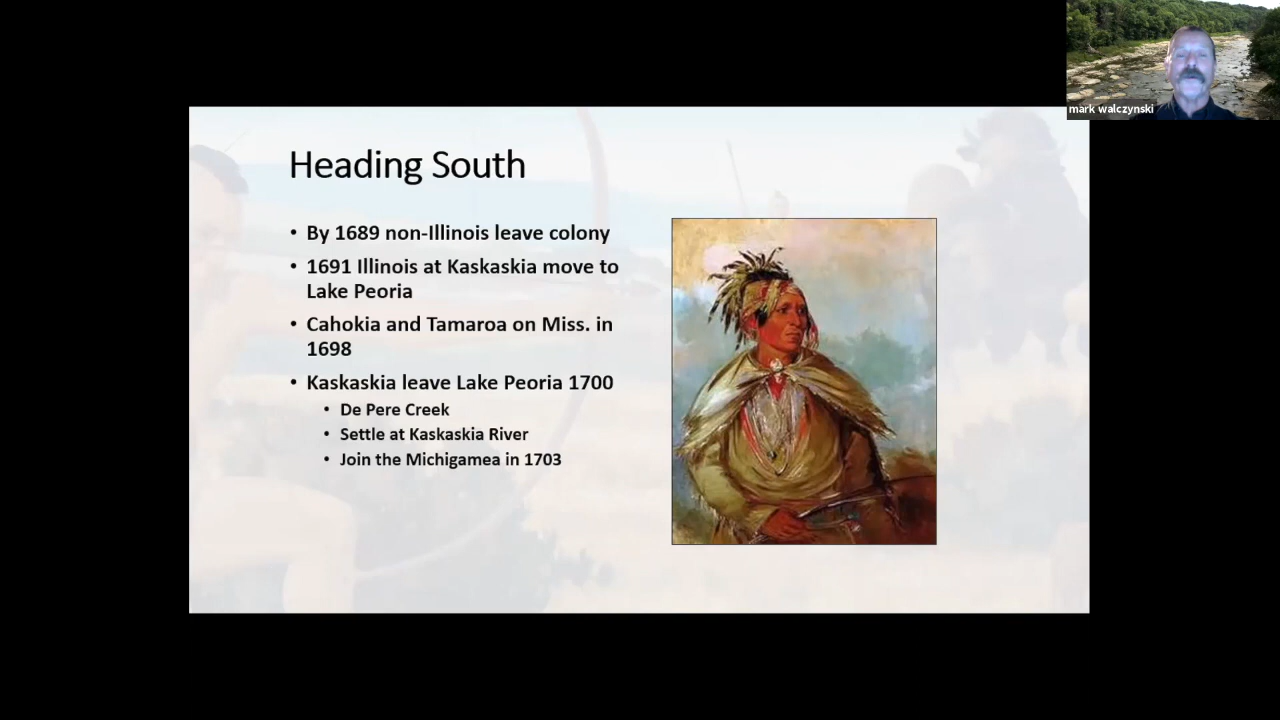 mark walczynski
Heading South
• By 1689 non-Illinois leave colony
• 1691 Illinois at Kaskaskia move to
Lake Peoria
• Cahokia and Tamaroa on Miss. in
1698
• Kaskaskia leave Lake Peoria 1700
• De Pere Creek
• Settle at Kaskaskia River
• Join the Michigamea in 1703